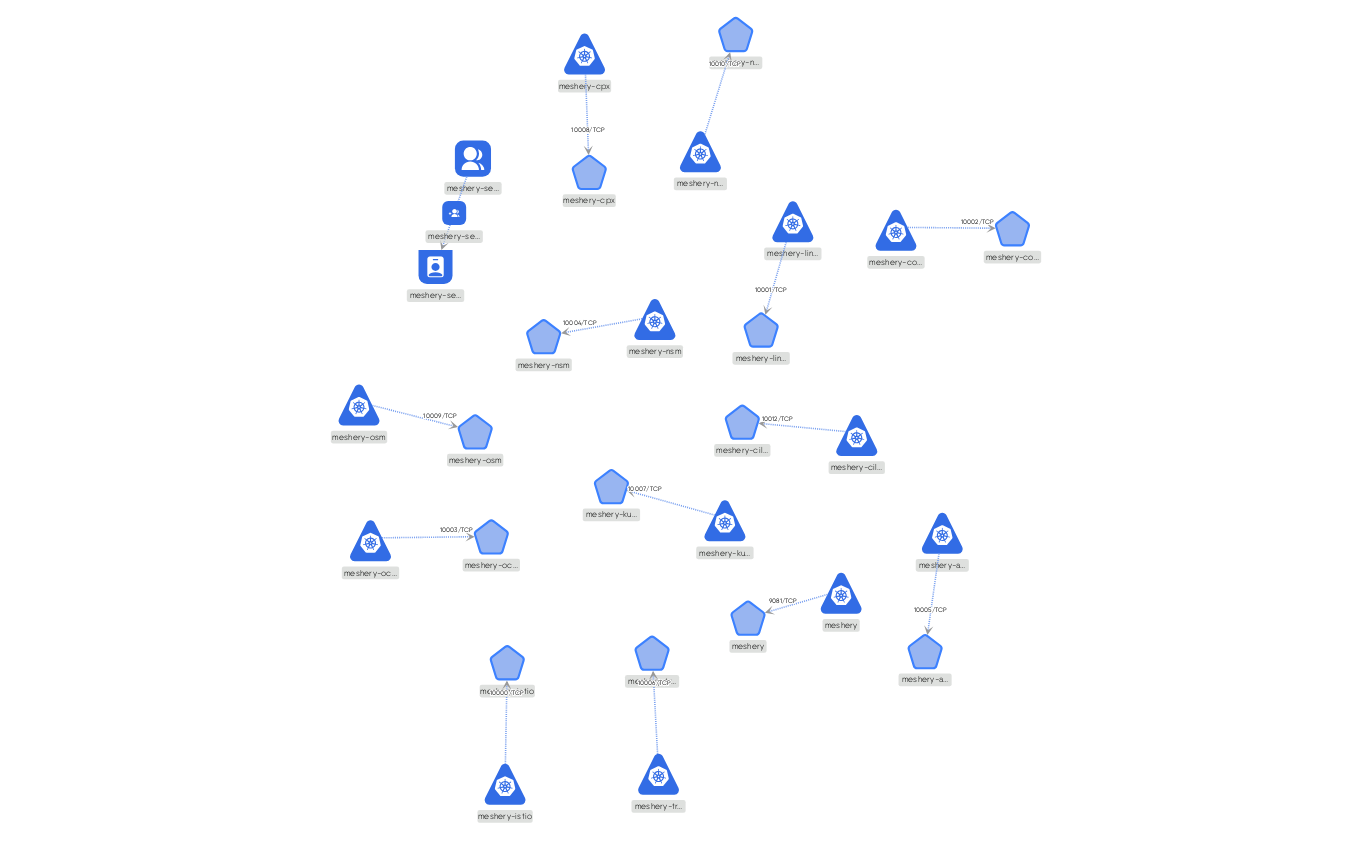 meshery-cpx
10008/TCP
meshery-cpx
10010/TCP
meshery-n...
meshery-se...
meshery-se...
meshery-se...
meshery-lin...
10001/TCP
meshery-lin...
10002/TCP
meshery-co...
meshery-co...
10004/TCP
meshery-nsm
meshery-nsm
10009/TCP
meshery-osm
meshery-osm
10012/TCP
meshery-cil...
meshery-cil...
10007/TCP
meshery-ku...
meshery-ku...
10003/TCP
meshery-oc...
meshery-oc...
meshery-a...
10005/TCP
meshery-a...
9081/TCP
meshery
meshery
10000/TCP
meshery-istio
10006/TCP
meshery-tr...